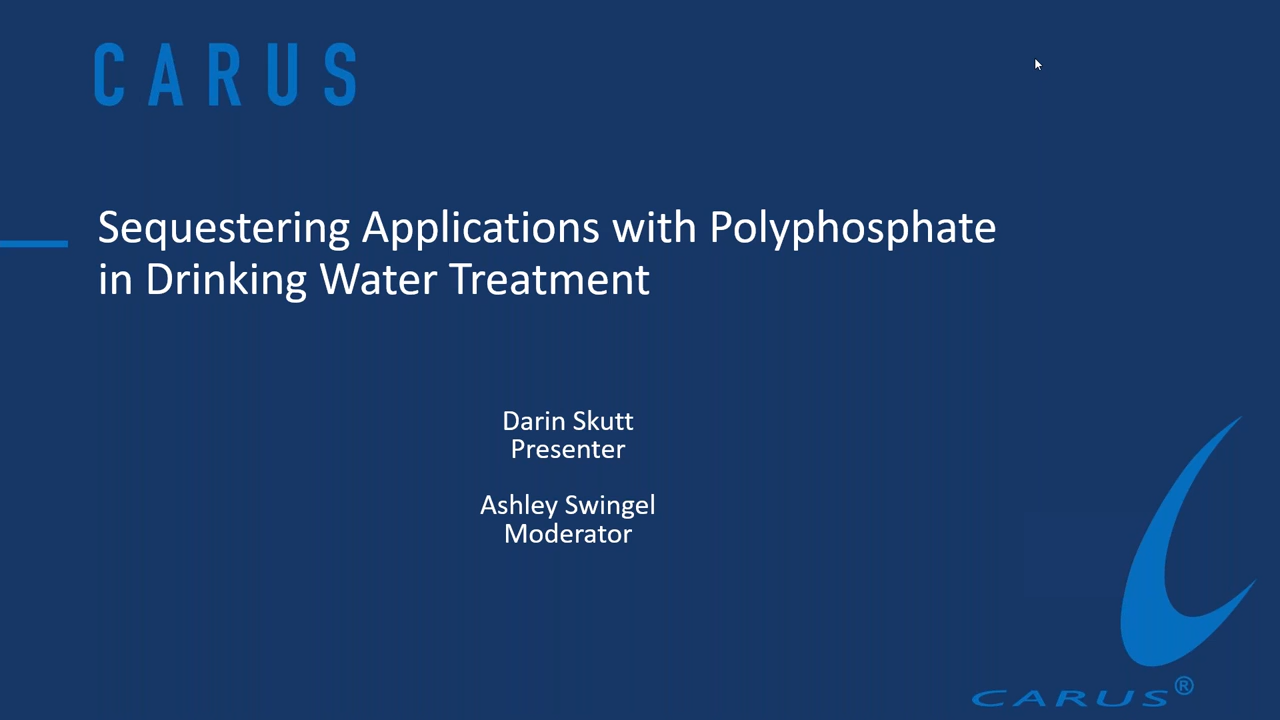 CARUS
Sequestering Applications with Polyphosphate
in Drinking Water Treatment
Darin Skutt
Presenter
Ashley Swingel
Moderator
CARUS®